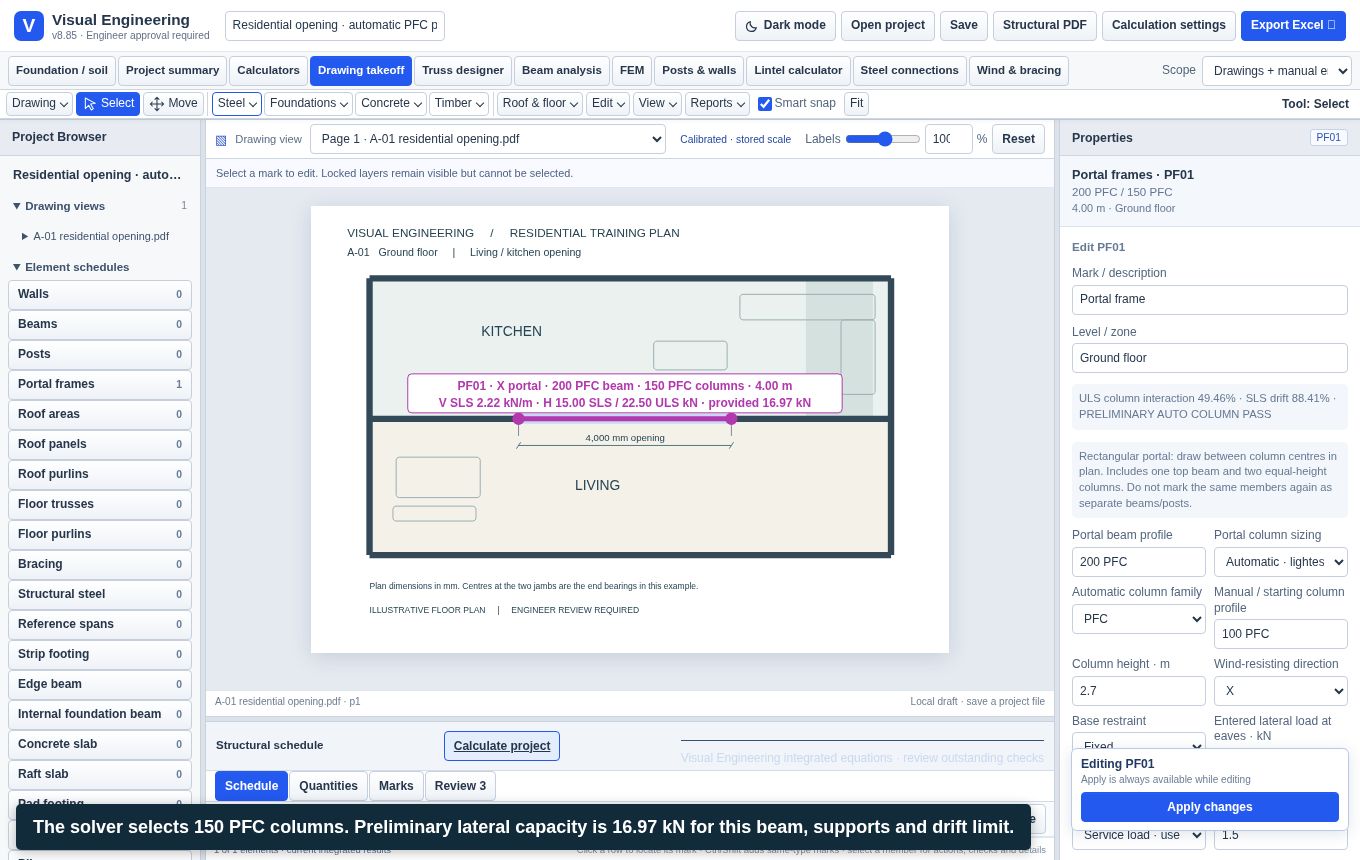 V
Visual Engineering
v8.85 · Engineer approval required
Residential opening · automatic PFC p
Dark mode
Open project
Save
Structural PDF
Calculation settings
Export Excel
Foundation / soil
Project summary
Calculators
Drawing takeoff
Truss designer
Beam analysis
FEM
Posts & walls
Lintel calculator
Steel connections
Wind & bracing
Scope
Drawings + manual e
Drawing
Select
Move
Steel
Foundations
Concrete
Timber
Roof & floor
Edit
View
Reports
Smart snap
Fit
Tool: Select
Project Browser
Residential opening · auto…
Drawing views 1
A-01 residential opening.pdf
Element schedules
Walls 0
Beams 0
Posts 0
Portal frames 1
Roof areas 0
Roof panels 0
Roof purlins 0
Floor trusses 0
Floor purlins 0
Bracing 0
Structural steel 0
Reference spans 0
Strip footing 0
Edge beam 0
Internal foundation beam 0
Concrete slab 0
Raft slab 0
Pad footing 0
Drawing view
Page 1 · A-01 residential opening.pdf
Calibrated · stored scale
Labels
100
%
Reset
Select a mark to edit. Locked layers remain visible but cannot be selected.
VISUAL ENGINEERING / RESIDENTIAL TRAINING PLAN
A-01 Ground floor | Living / kitchen opening
KITCHEN
PF01 · X portal · 200 PFC beam · 150 PFC columns · 4.00 m
V SLS 2.22 kN/m · H 15.00 SLS / 22.50 ULS kN · provided 16.97 kN
4,000 mm opening
LIVING
Plan dimensions in mm. Centres at the two jambs are the end bearings in this example.
ILLUSTRATIVE FLOOR PLAN | ENGINEER REVIEW REQUIRED
A-01 residential opening.pdf · p1
Local draft · save a project file
Structural schedule
Calculate project
Visual Engineering integrated equations · review outstanding checks
Schedule
Quantities
Marks
Review 3
Properties
PF01
Portal frames · PF01
200 PFC / 150 PFC
4.00 m · Ground floor
Edit PF01
Mark / description
Portal frame
Level / zone
Ground floor
ULS column interaction 49.46% · SLS drift 88.41% ·
PRELIMINARY AUTO COLUMN PASS
Rectangular portal: draw between column centres in
plan. Includes one top beam and two equal-height
columns. Do not mark the same members again as
separate beams/posts.
Portal beam profile
200 PFC
Portal column sizing
Automatic · lightes
Automatic column family
PFC
Manual / starting column
profile
100 PFC
Column height · m
2.7
Wind-resisting direction
X
Base restraint
Fixed
Entered lateral load at
eaves · kN
Editing PF01
Apply is always available while editing
Apply changes
Service load · use
1.5
The solver selects 150 PFC columns. Preliminary lateral capacity is 16.97 kN for this beam, supports and drift limit.